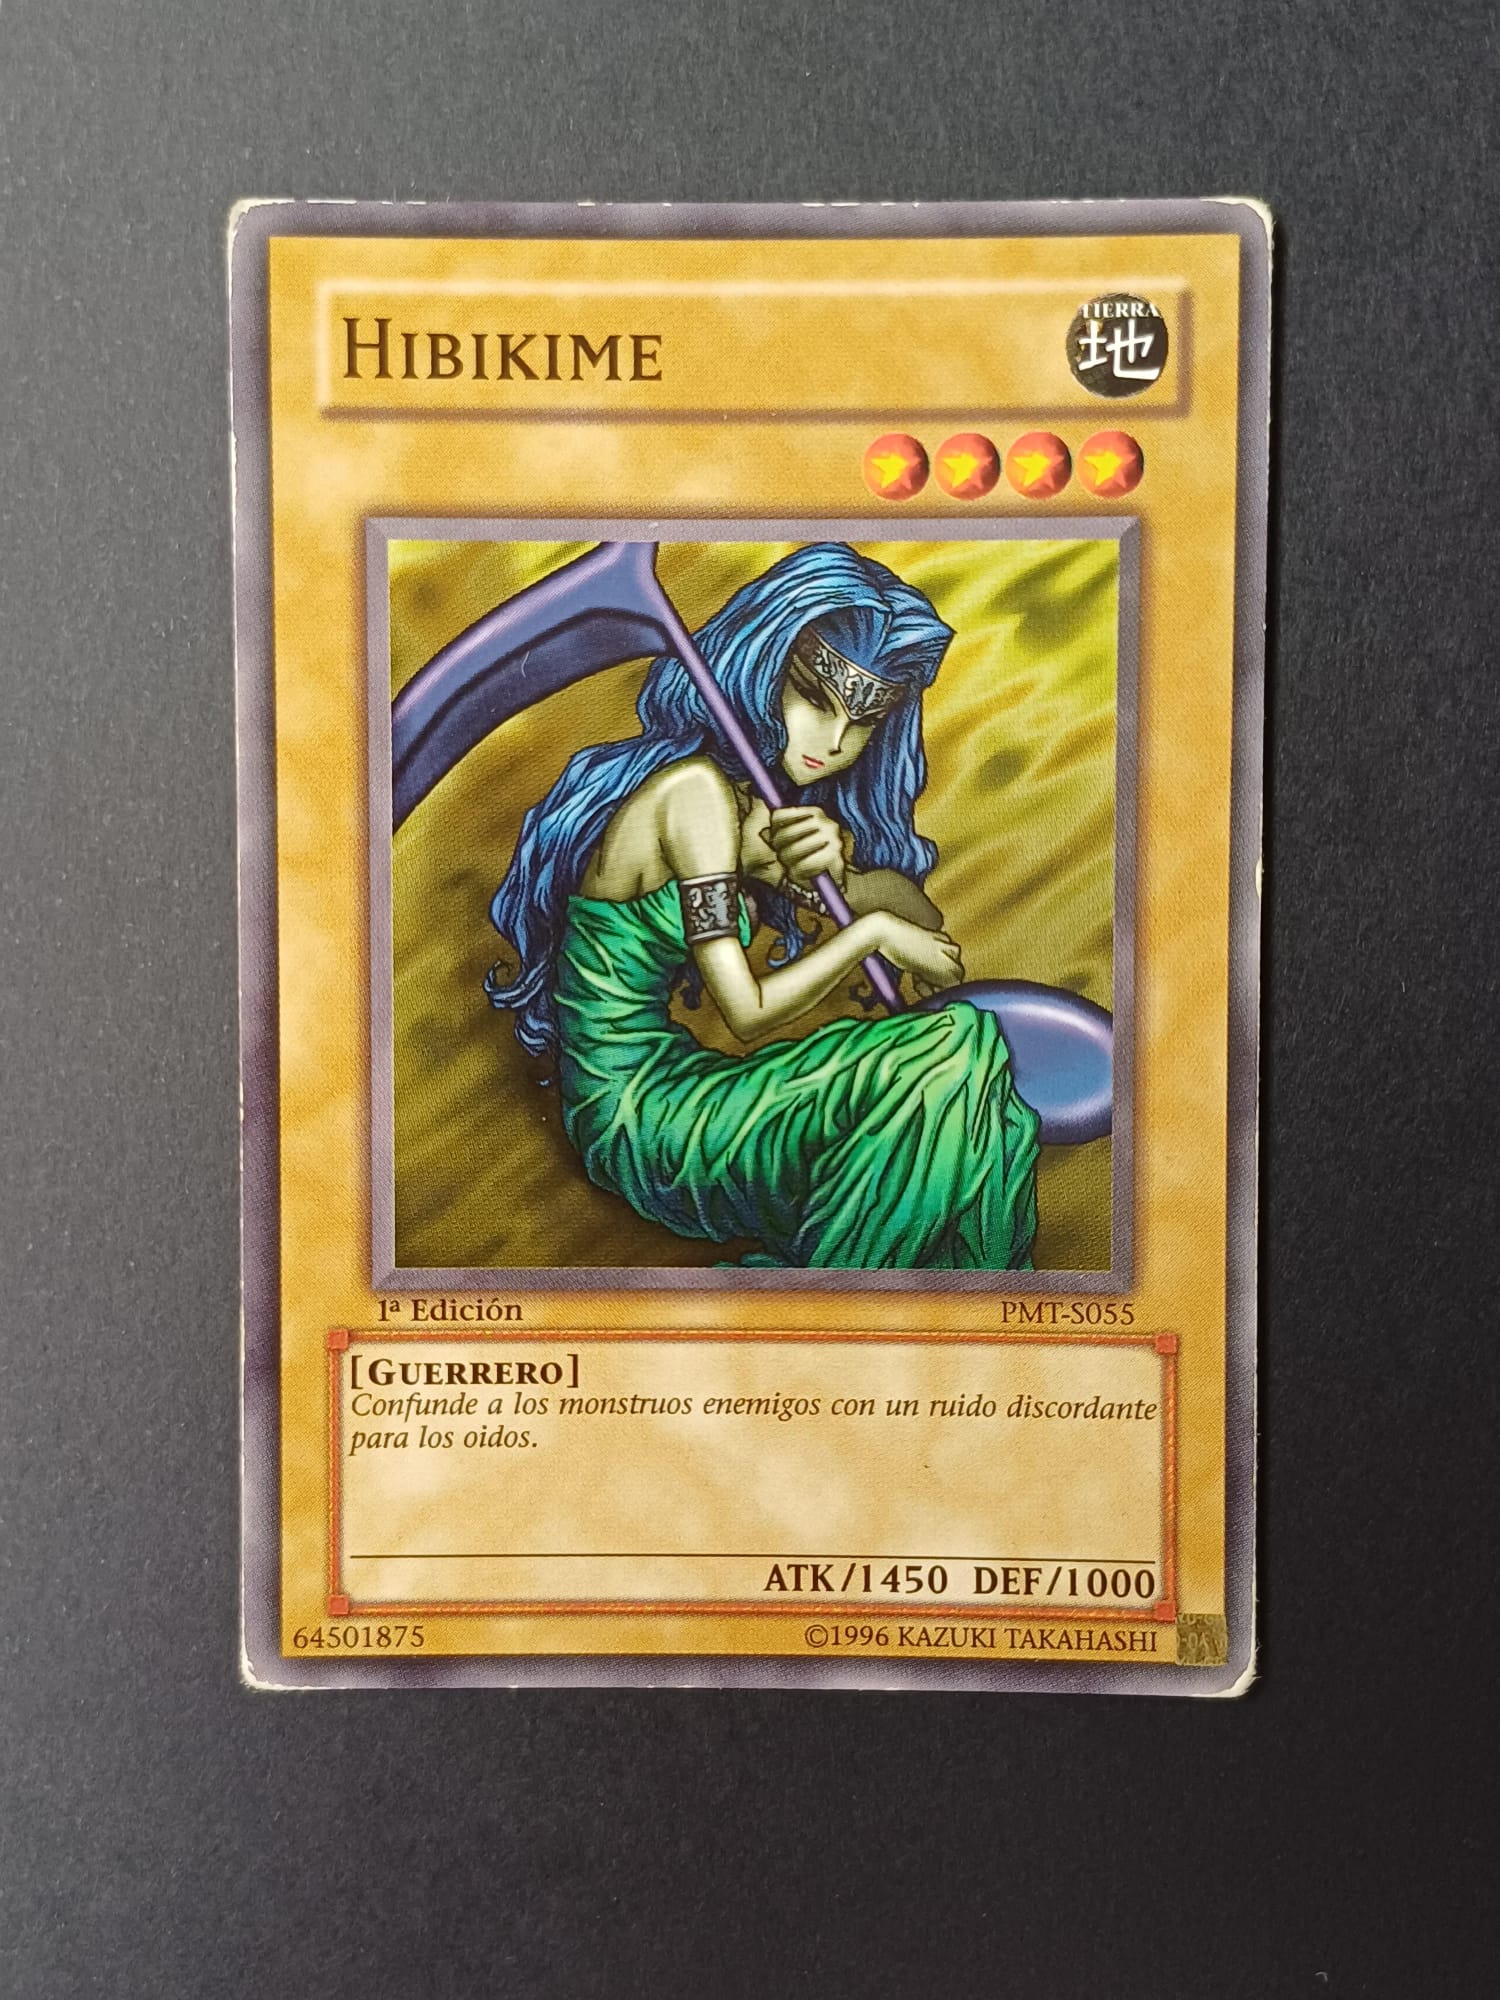 HIBIKIME
TIERRA
地
1ª Edición
PMT-S055
[GUERRERO]
Confunde a los monstruos enemigos con un ruido discordante
para los oidos.
ATK/1450 DEF/1000
64501875
©1996 KAZUKI TAKAHASHI